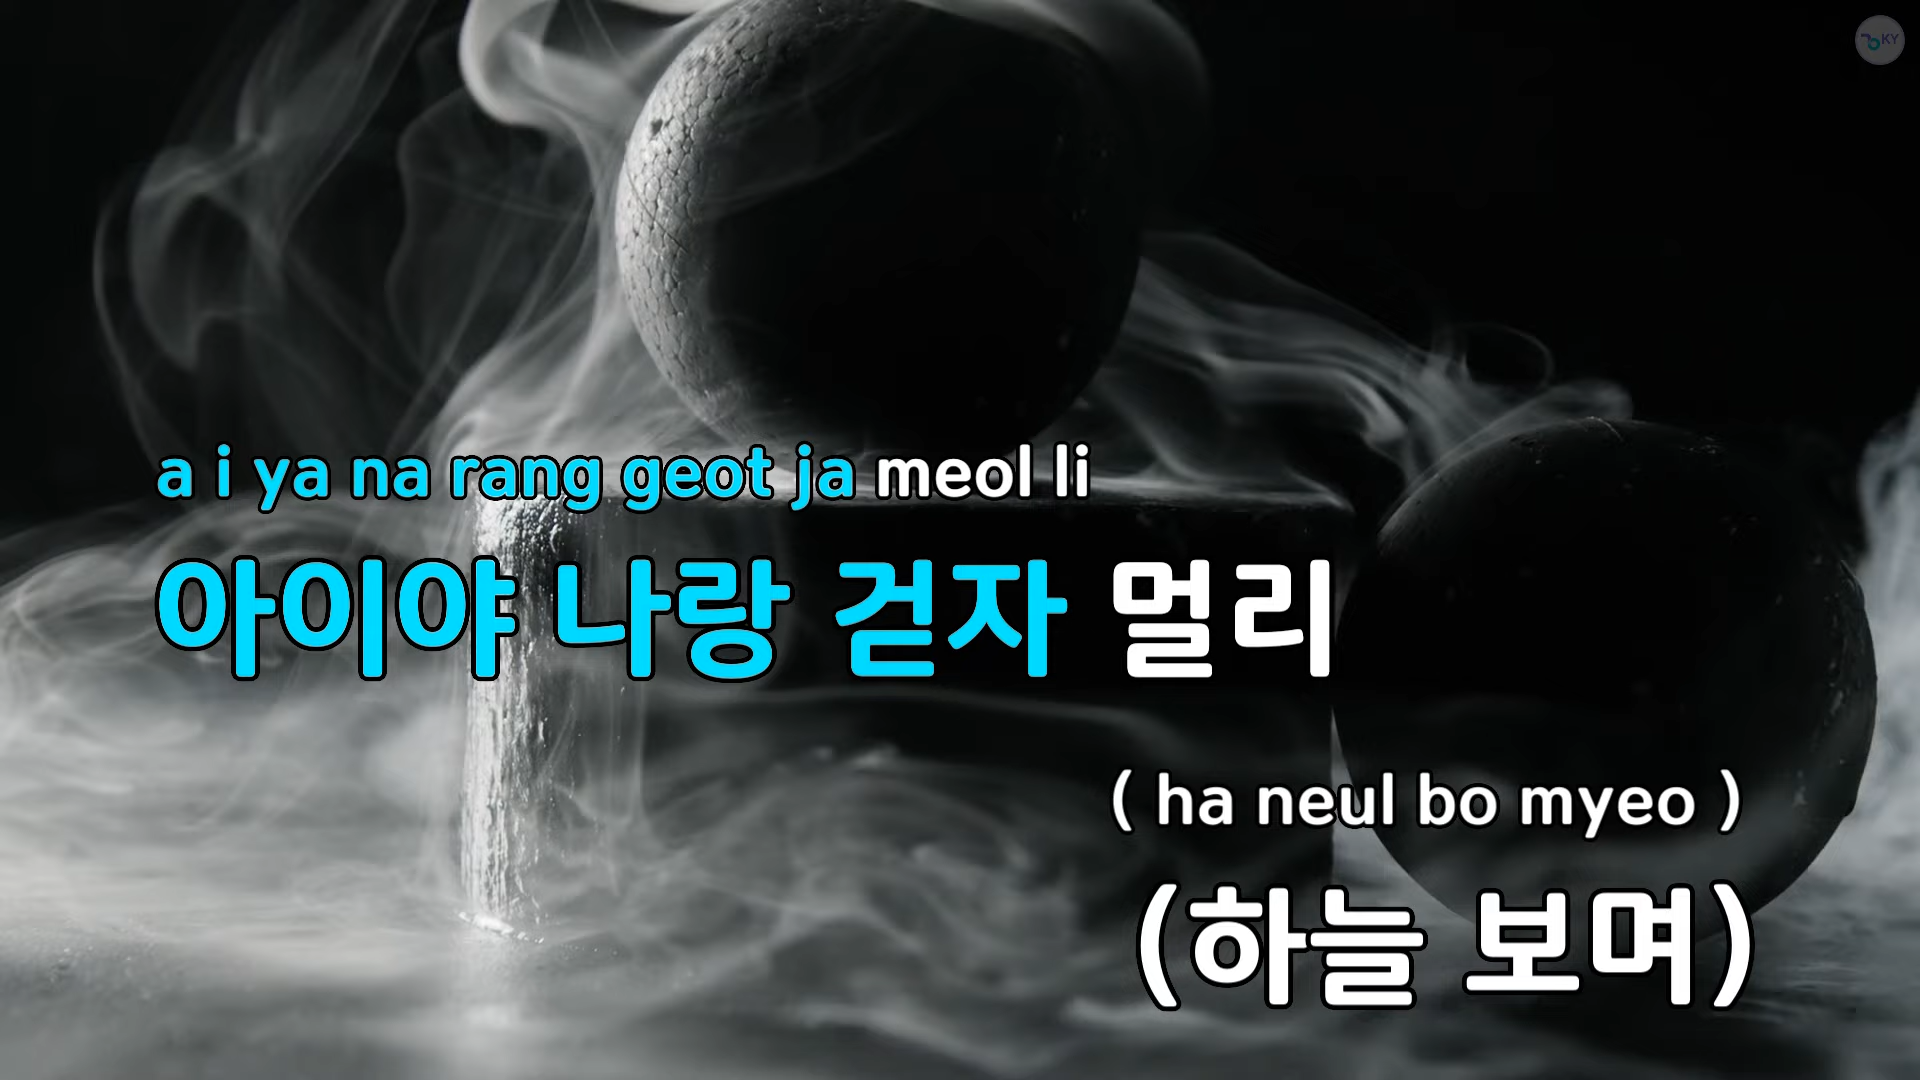 KY
a i ya na rang geot ja meol li
아이야 나랑 걷자 멀리
( ha neul bo myeo )
(하늘 보며)